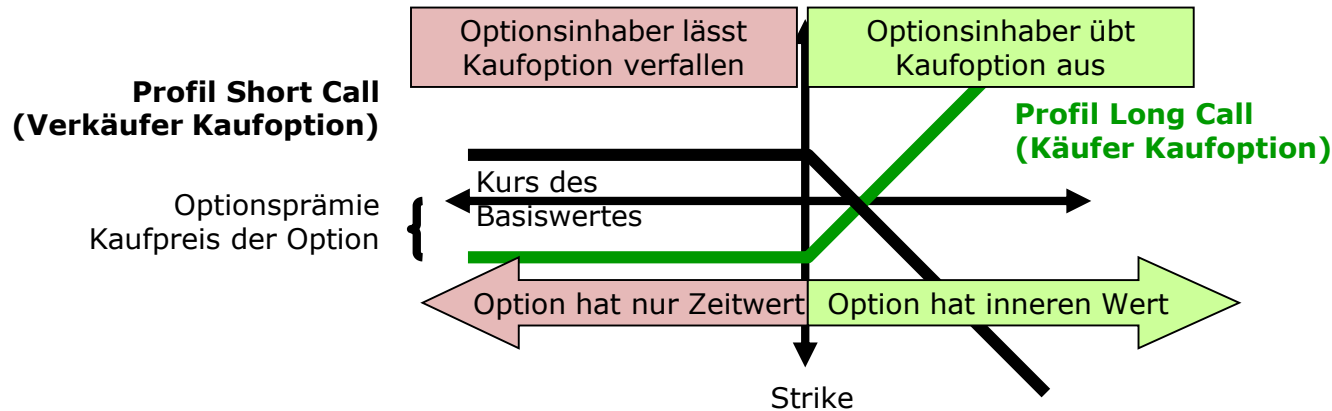 Optionsinhaber lässt
Kaufoption verfallen
Optionsinhaber übt
Kaufoption aus
Profil Short Call
(Verkäufer Kaufoption)
Profil Long Call
(Käufer Kaufoption)
Kurs des
Basiswertes
Optionsprämie
Kaufpreis der Option
Option hat nur Zeitwert
Option hat inneren Wert
Strike